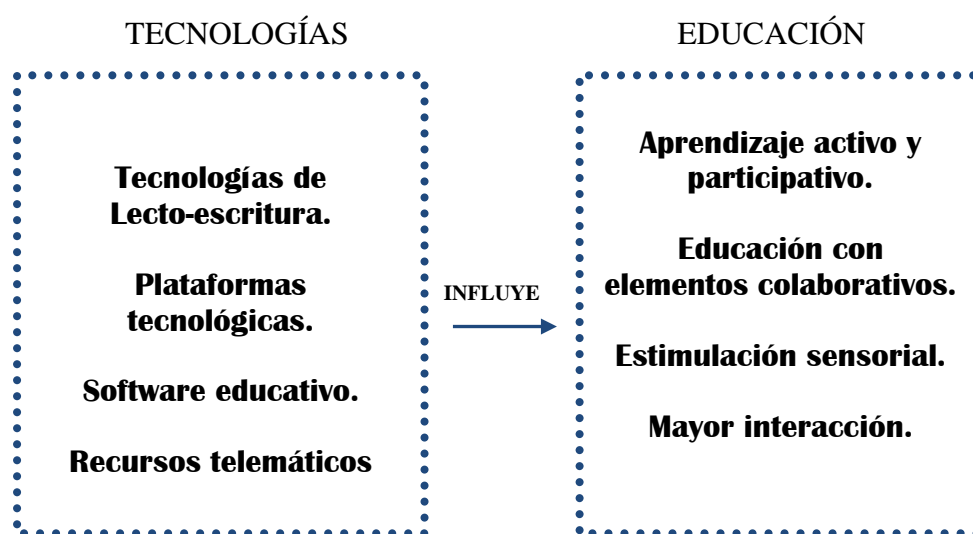 TECNOLOGÍAS
Tecnologías de
Lecto-escritura.
Plataformas
tecnológicas.
Software educativo.
Recursos telemáticos
INFLUYE
EDUCACIÓN
Aprendizaje activo y
participativo.
Educación con
elementos colaborativos.
Estimulación sensorial.
Mayor interacción.